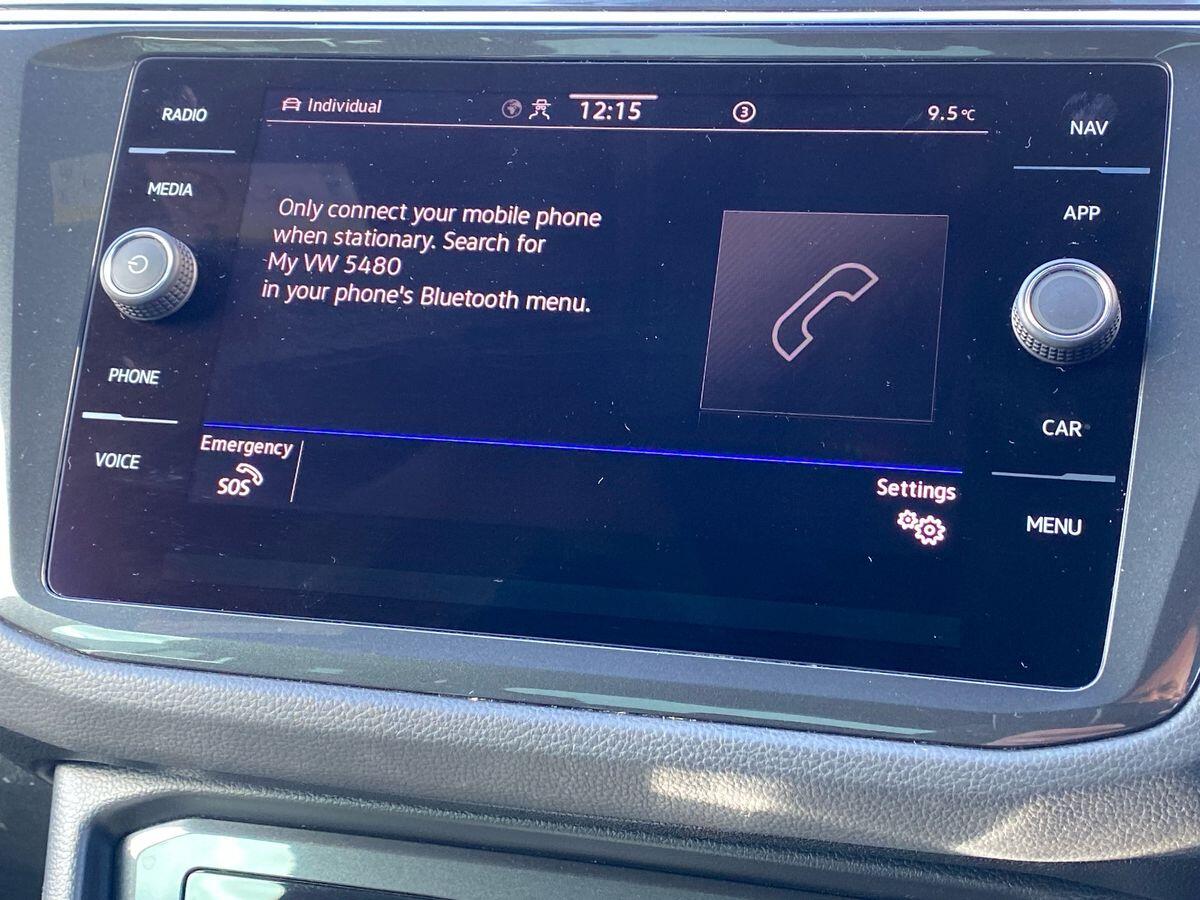 RADIO
MEDIA
PHONE
VOICE
Individual
12:15
3
9.5°C
Only connect your mobile phone
when stationary. Search for
My VW 5480
in your phone's Bluetooth menu.
Emergency
SOS
Settings
NAV
APP
CAR
MENU